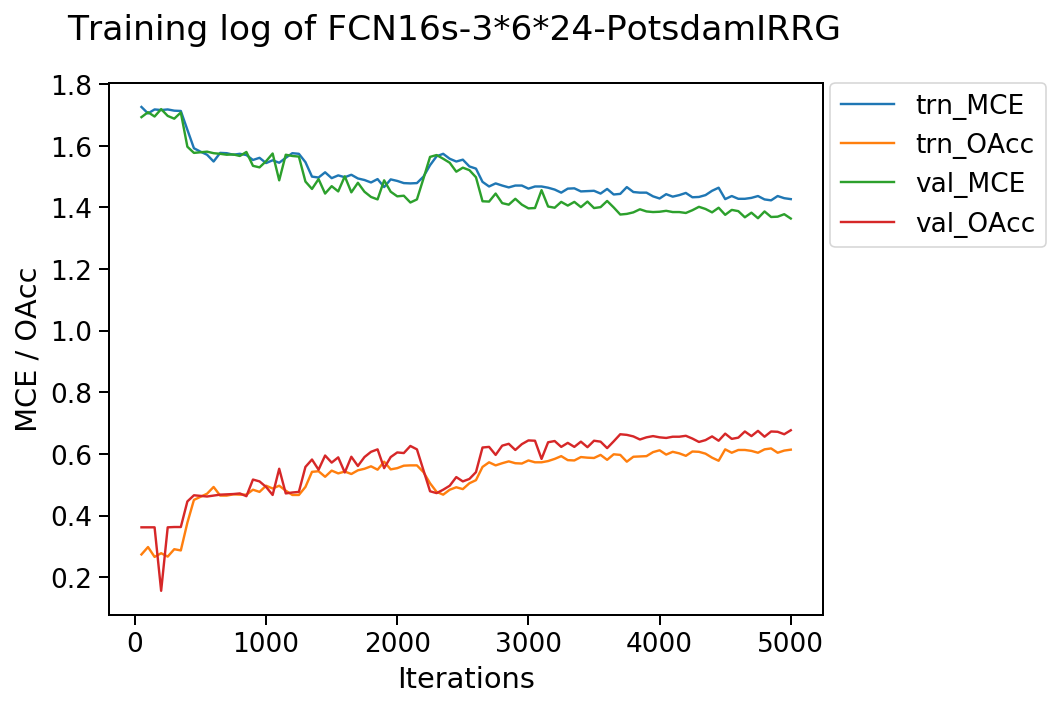 Training log of FCN16s-3*6*24-PotsdamIRRG
1.8
1.6
1.4
1.2
1.0
0.8
0.6
0.4
0.2
MCE / OAcc
0 1000 2000 3000 4000 5000
Iterations
trn_MCE
trn_OAcc
val_MCE
val_OAcc